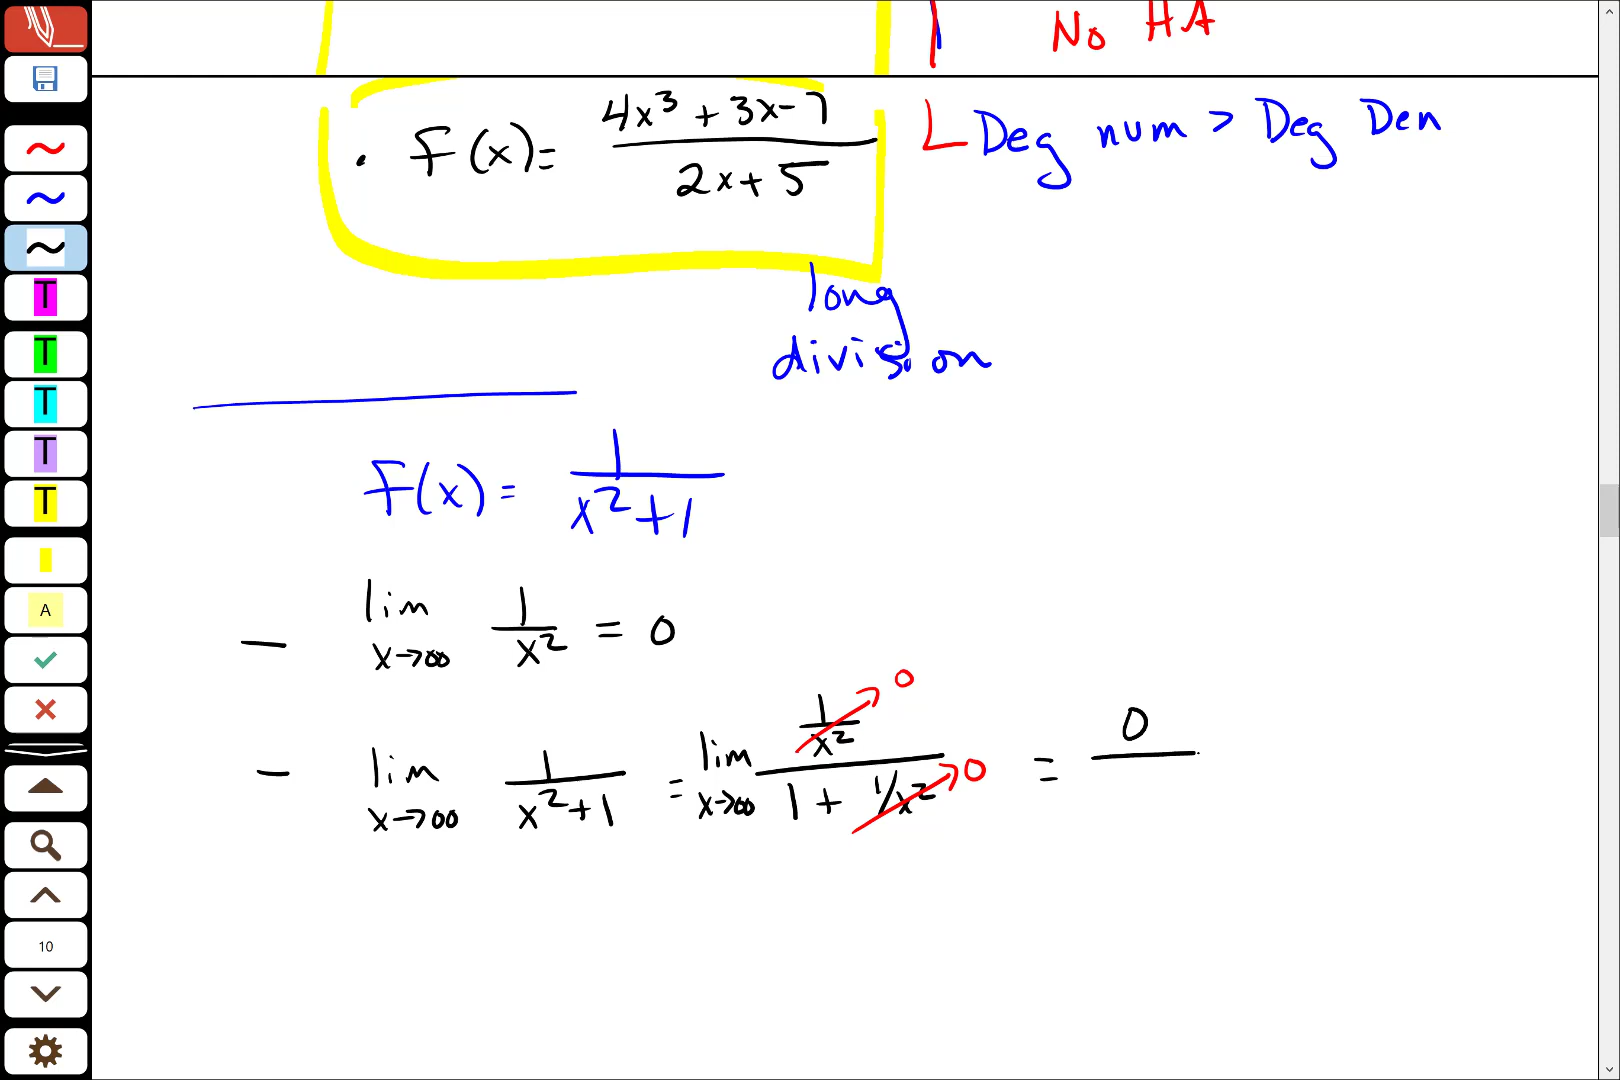 No HA
• F(x) = (4x³ + 3x - 7) / (2x + 5)
Deg num > Deg Den
long
division
F(x) = 1 / (x² + 1)
— lim x→∞ 1/x² = 0
— lim x→∞ 1/(x² + 1) = lim x→∞ (1/x² → 0) / (1 + 1/x² → 0) = 0 /
T
T
T
T
T
A
10